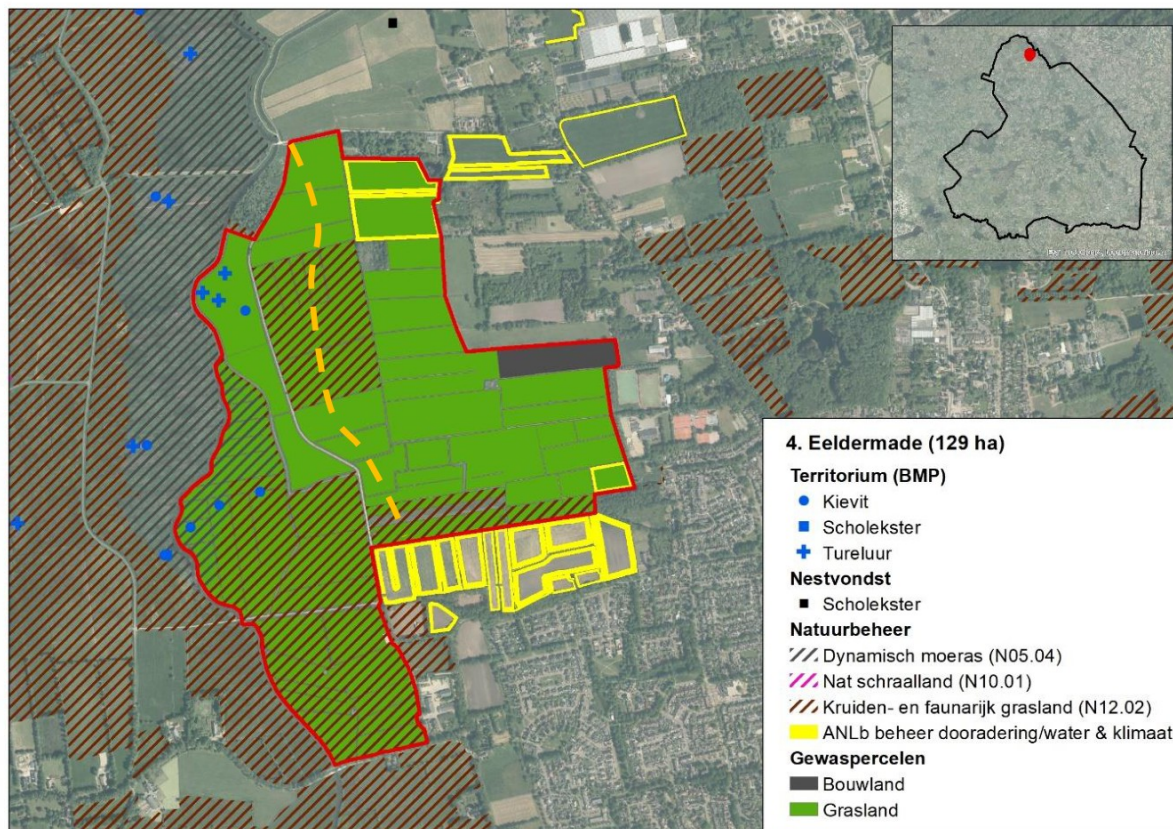 4. Eeldermade (129 ha)
Territorium (BMP)
Kievit
Scholekster
Tureluur
Nestvondst
Scholekster
Natuurbeheer
Dynamisch moeras (N05.04)
Nat schraalland (N10.01)
Kruiden- en faunarijk grasland (N12.02)
ANLb beheer dooradering/water & klimaat
Gewaspercelen
Bouwland
Grasland